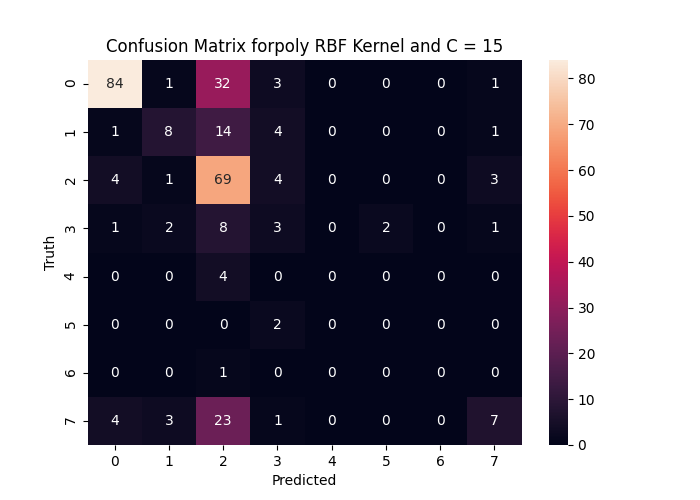 Confusion Matrix forpoly RBF Kernel and C = 15
Truth
0 84 1 32 3 0 0 0 1
1 1 8 14 4 0 0 0 1
2 4 1 69 4 0 0 0 3
3 1 2 8 3 0 2 0 1
4 0 0 4 0 0 0 0 0
5 0 0 0 2 0 0 0 0
6 0 0 1 0 0 0 0 0
7 4 3 23 1 0 0 0 7
0 1 2 3 4 5 6 7
Predicted
80
70
60
50
40
30
20
10
0